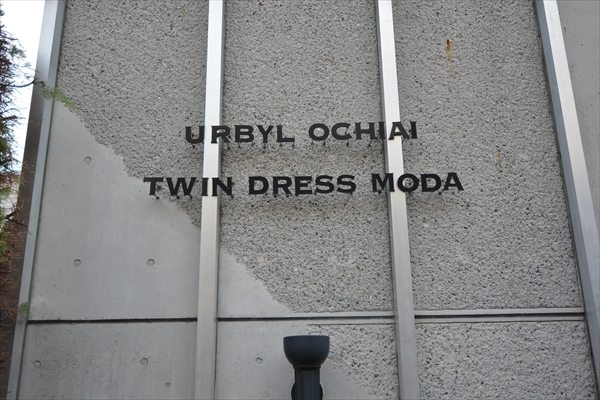 URBYL OCHIAI
TWIN DRESS MODA